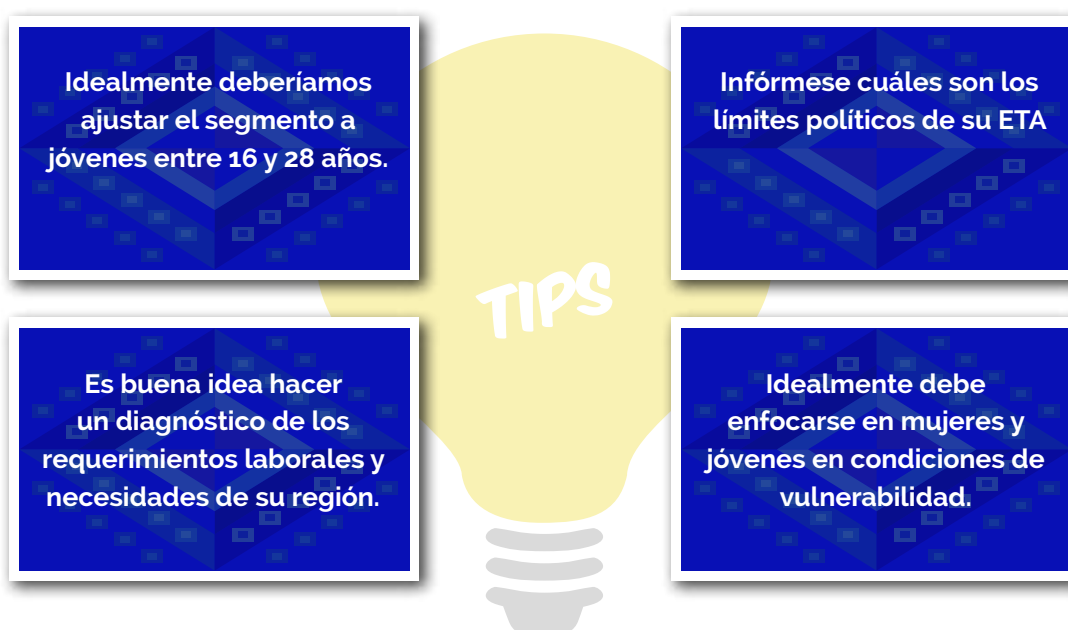 Idealmente deberíamos
ajustar el segmento a
jóvenes entre 16 y 28 años.
Infórmese cuáles son los
límites políticos de su ETA
TIPS
Es buena idea hacer
un diagnóstico de los
requerimientos laborales y
necesidades de su región.
Idealmente debe
enfocarse en mujeres y
jóvenes en condiciones de
vulnerabilidad.